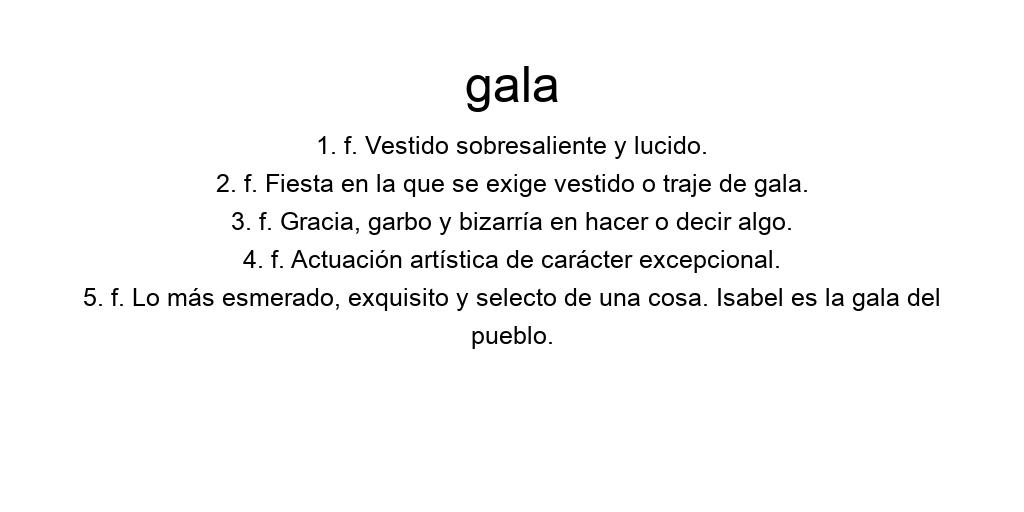 gala
1. f. Vestido sobresaliente y lucido.
2. f. Fiesta en la que se exige vestido o traje de gala.
3. f. Gracia, garbo y bizarría en hacer o decir algo.
4. f. Actuación artística de carácter excepcional.
5. f. Lo más esmerado, exquisito y selecto de una cosa. Isabel es la gala del
pueblo.